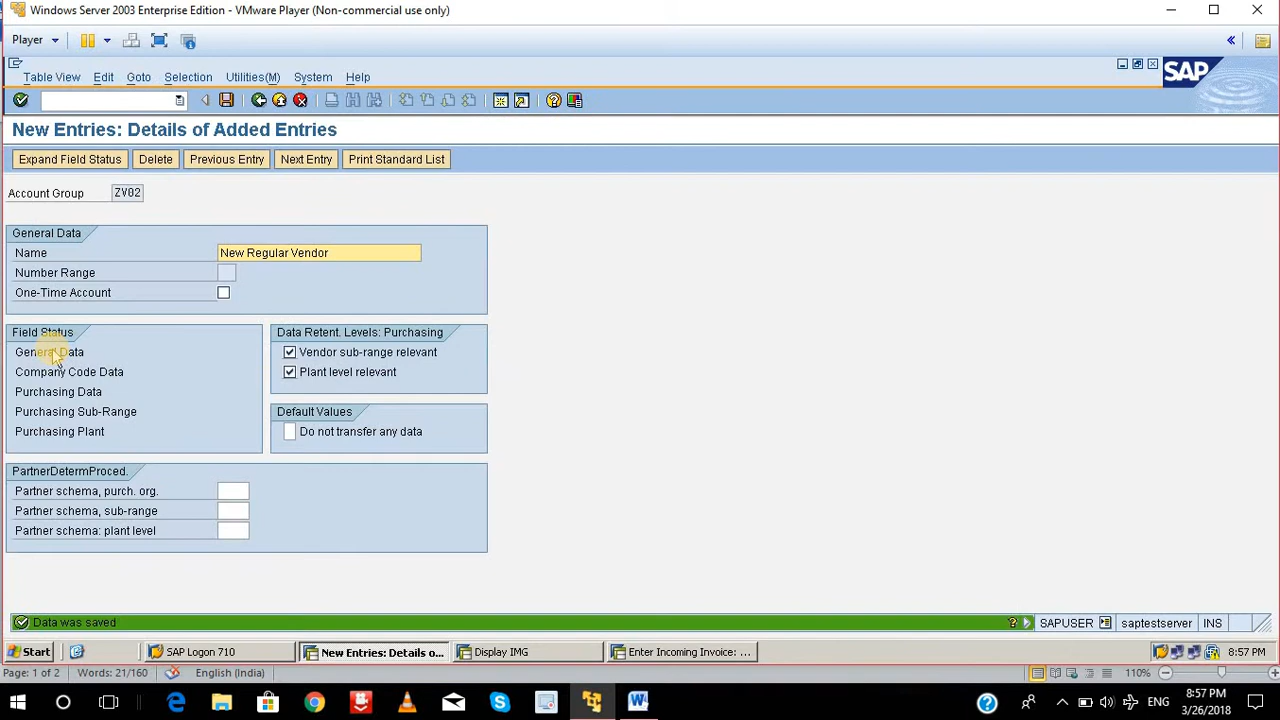 Windows Server 2003 Enterprise Edition - VMware Player (Non-commercial use only)
Player
Table View Edit Goto Selection Utilities(M) System Help
SAP
New Entries: Details of Added Entries
Expand Field Status Delete Previous Entry Next Entry Print Standard List
Account Group ZV02
General Data
Name New Regular Vendor
Number Range
One-Time Account
Field Status
General Data
Company Code Data
Purchasing Data
Purchasing Sub-Range
Purchasing Plant
Data Retent. Levels: Purchasing
Vendor sub-range relevant
Plant level relevant
Default Values
Do not transfer any data
PartnerDetermProced.
Partner schema, purch. org.
Partner schema, sub-range
Partner schema: plant level
Data was saved SAPUSER saptestserver INS
Start SAP Logon 710 New Entries: Details o... Display IMG Enter Incoming Invoice: ... 8:57 PM
Page: 1 of 2 Words: 21/160 English (India) 110%
ENG 8:57 PM
3/26/2018